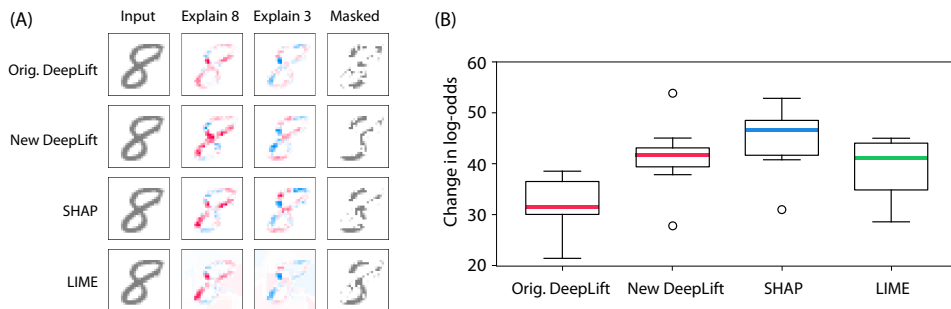 (A)
Input Explain 8 Explain 3 Masked
Orig. DeepLift
New DeepLift
SHAP
LIME
(B)
Change in log-odds
60
50
40
30
20
Orig. DeepLift New DeepLift SHAP LIME